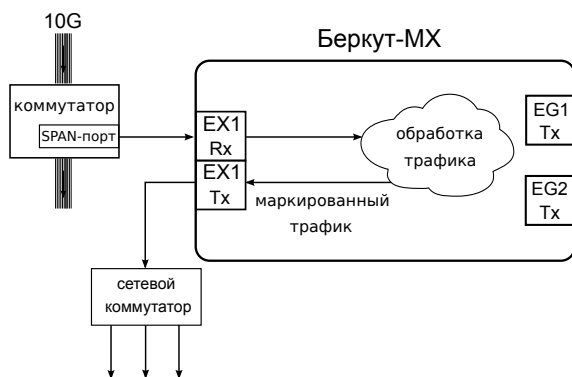 10G
Беркут-MX
коммутатор
SPAN-порт
EX1
Rx
обработка
трафика
EG1
Tx
EX1
Tx
маркированный
трафик
EG2
Tx
сетевой
коммутатор